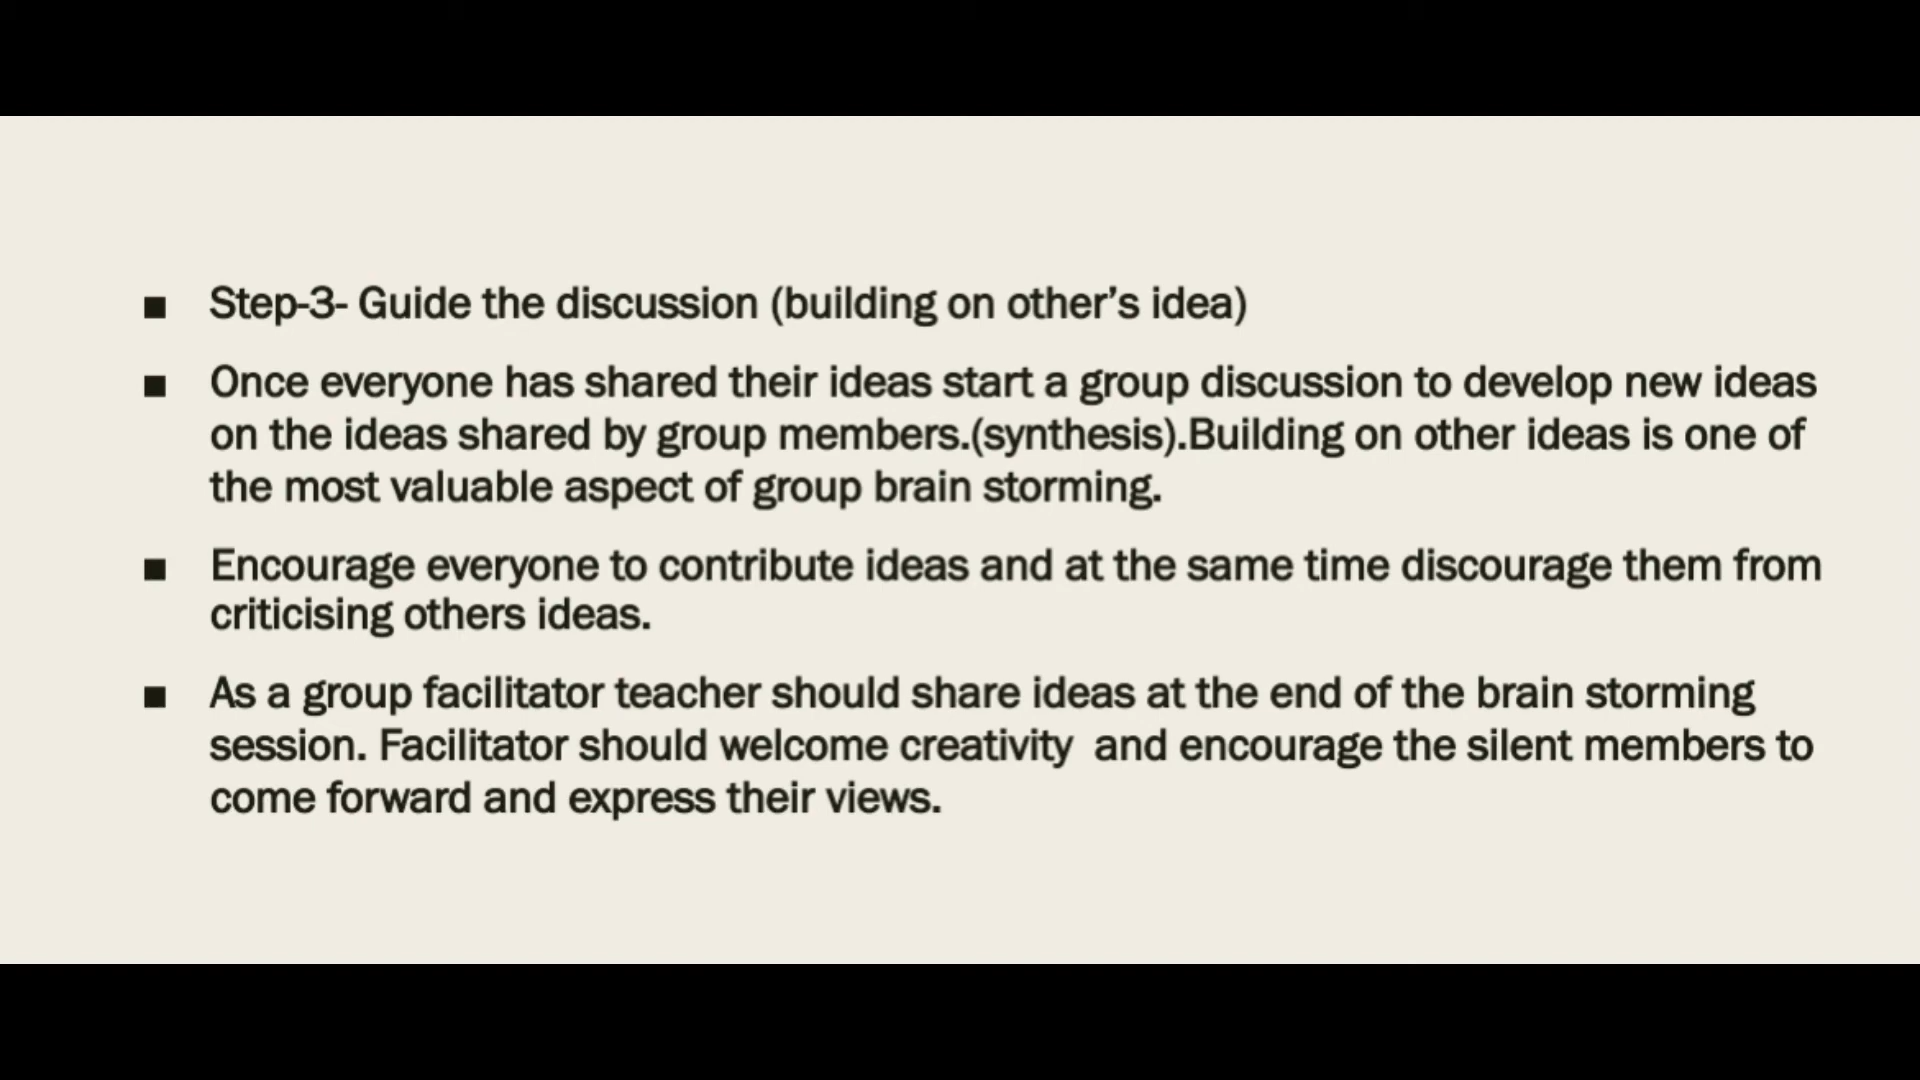 ▪ Step-3- Guide the discussion (building on other’s idea)
▪ Once everyone has shared their ideas start a group discussion to develop new ideas
on the ideas shared by group members.(synthesis).Building on other ideas is one of
the most valuable aspect of group brain storming.
▪ Encourage everyone to contribute ideas and at the same time discourage them from
criticising others ideas.
▪ As a group facilitator teacher should share ideas at the end of the brain storming
session. Facilitator should welcome creativity  and encourage the silent members to
come forward and express their views.